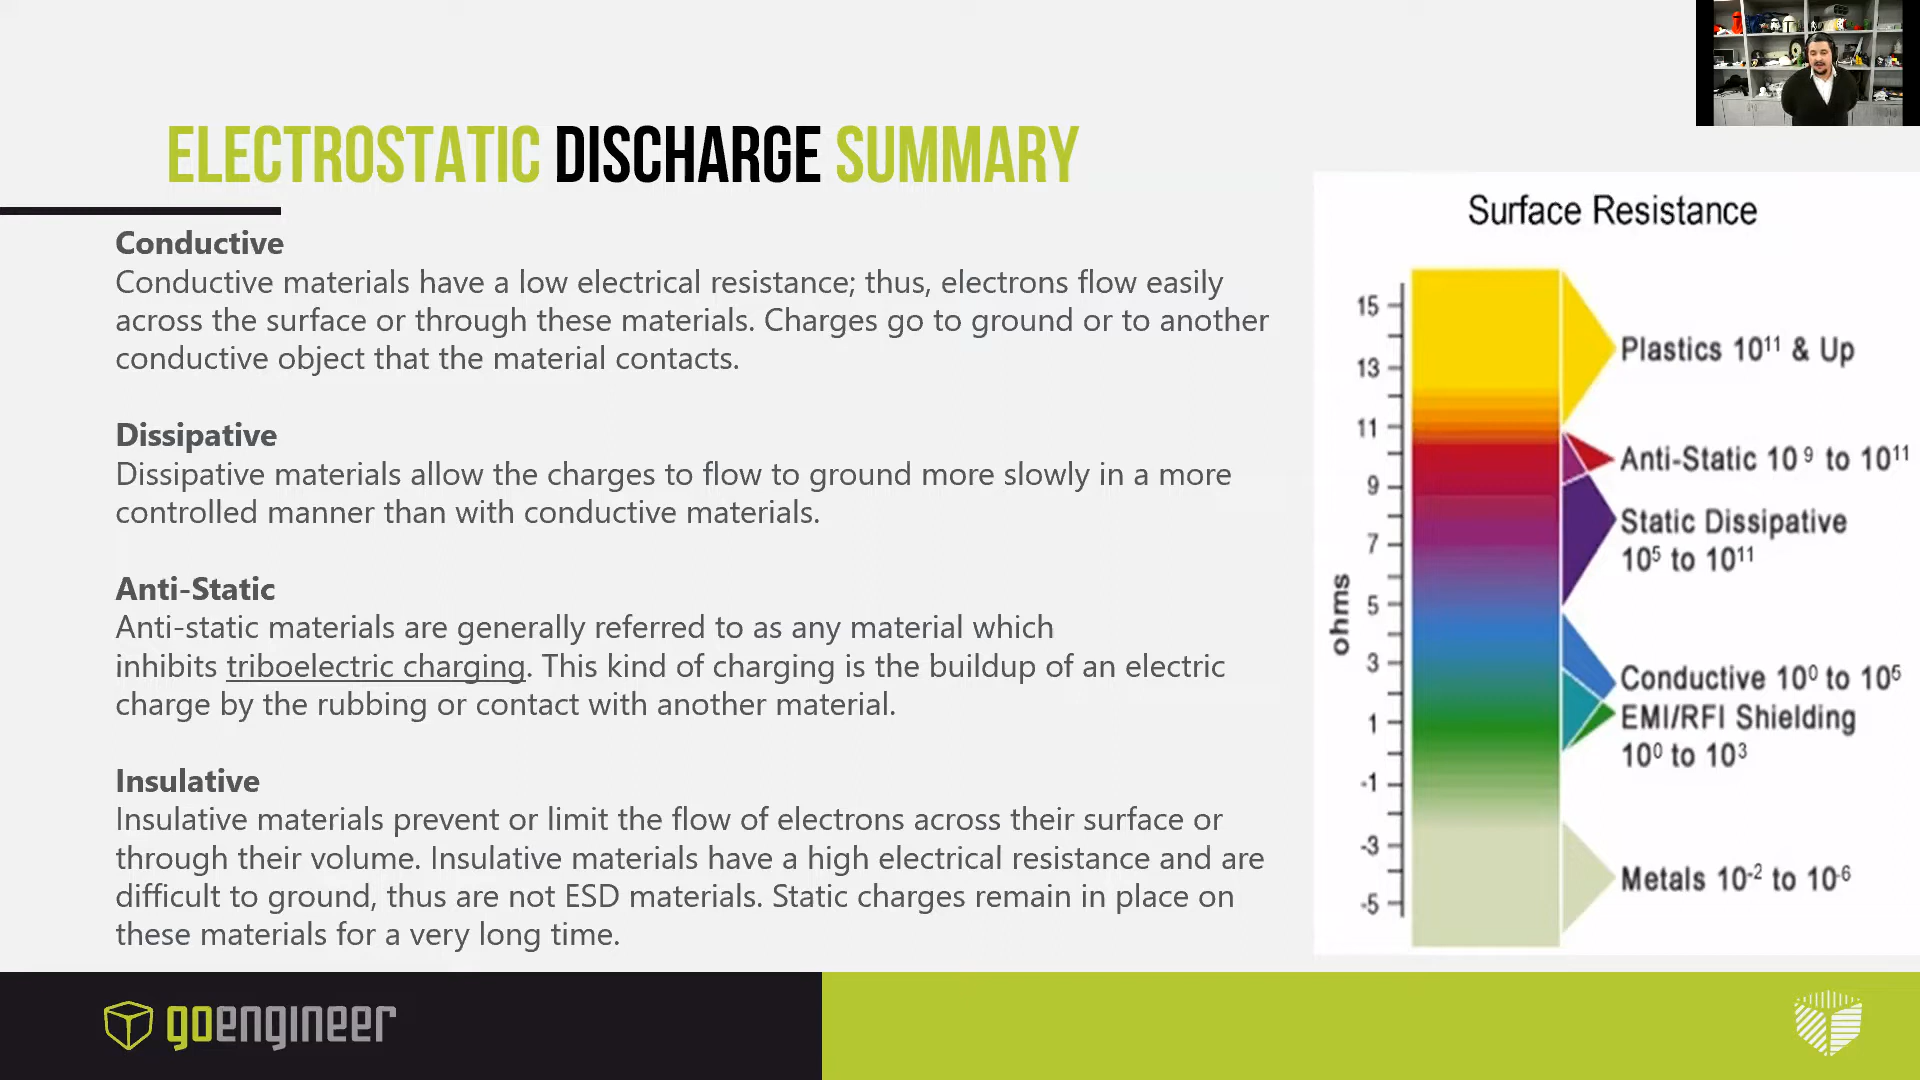 ELECTROSTATIC DISCHARGE SUMMARY
Conductive
Conductive materials have a low electrical resistance; thus, electrons flow easily
across the surface or through these materials. Charges go to ground or to another
conductive object that the material contacts.
Dissipative
Dissipative materials allow the charges to flow to ground more slowly in a more
controlled manner than with conductive materials.
Anti-Static
Anti-static materials are generally referred to as any material which
inhibits triboelectric charging. This kind of charging is the buildup of an electric
charge by the rubbing or contact with another material.
Insulative
Insulative materials prevent or limit the flow of electrons across their surface or
through their volume. Insulative materials have a high electrical resistance and are
difficult to ground, thus are not ESD materials. Static charges remain in place on
these materials for a very long time.
Surface Resistance
ohms
15
13
11
9
7
5
3
1
-1
-3
-5
Plastics 10¹¹ & Up
Anti-Static 10⁹ to 10¹¹
Static Dissipative
10⁵ to 10¹¹
Conductive 10⁰ to 10⁵
EMI/RFI Shielding
10⁰ to 10³
Metals 10⁻² to 10⁻⁶
goengineer